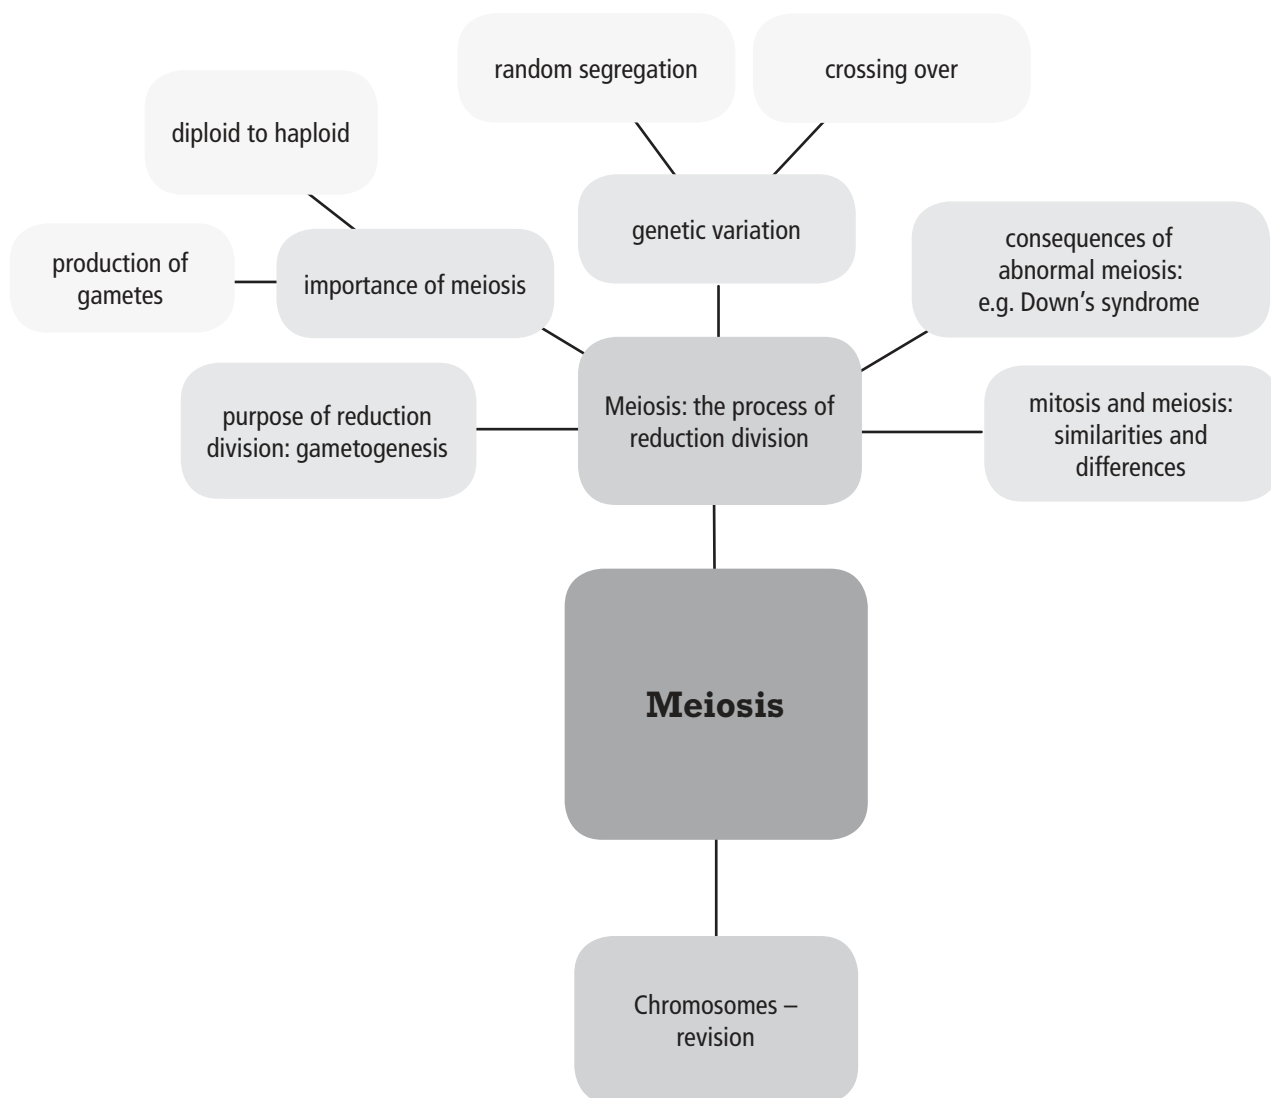 random segregation
crossing over
diploid to haploid
genetic variation
consequences of
abnormal meiosis:
e.g. Down’s syndrome
production of
gametes
importance of meiosis
purpose of reduction
division: gametogenesis
Meiosis: the process of
reduction division
mitosis and meiosis:
similarities and
differences
Meiosis
Chromosomes –
revision